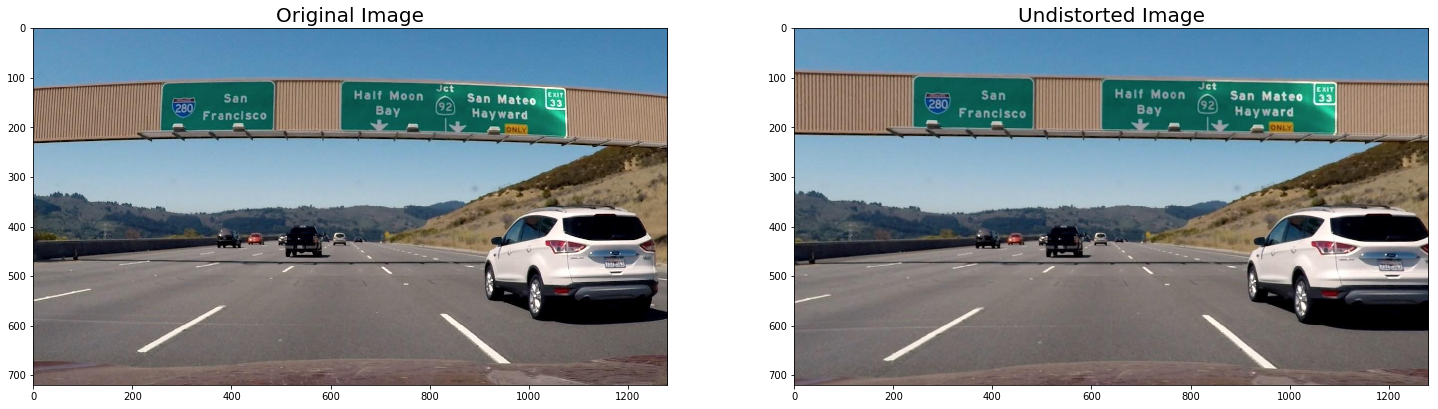 Original Image
0
100
200
300
400
500
600
700
0 200 400 600 800 1000 1200
280
San
Francisco
Half Moon
Bay
Jct
92
San Mateo
Hayward
EXIT
33
ONLY
Undistorted Image
0
100
200
300
400
500
600
700
0 200 400 600 800 1000 1200
280
San
Francisco
Half Moon
Bay
Jct
92
San Mateo
Hayward
EXIT
33
ONLY